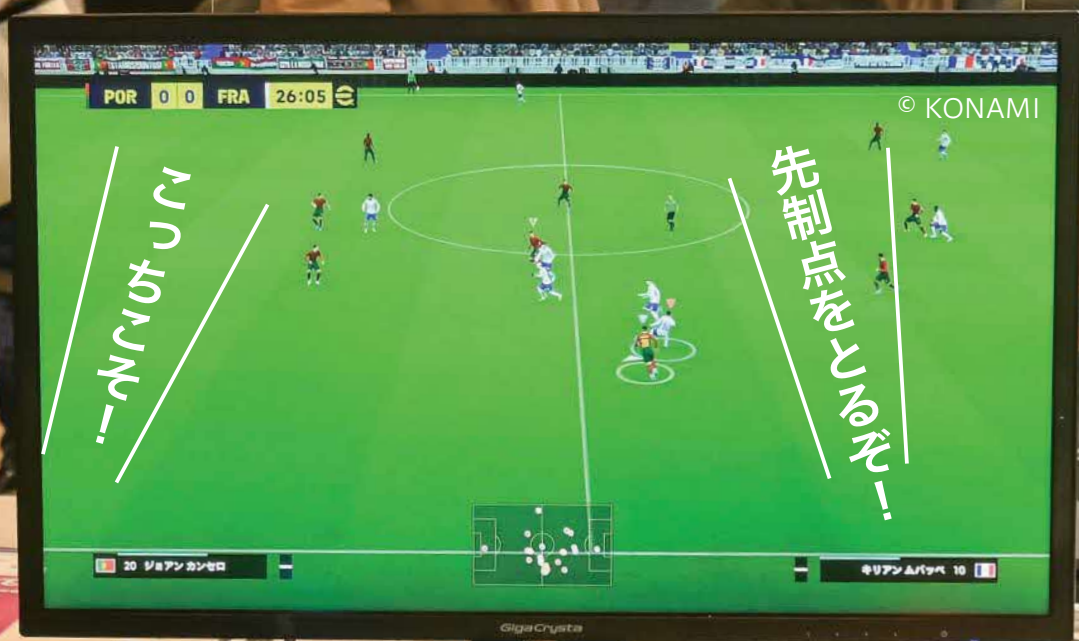 POR 0 0 FRA 26:05
© KONAMI
先制点をとるぞ!
こっちこそ!
20 ジョアン カンセロ
キリアン ムバッペ 10
GigaCrysta